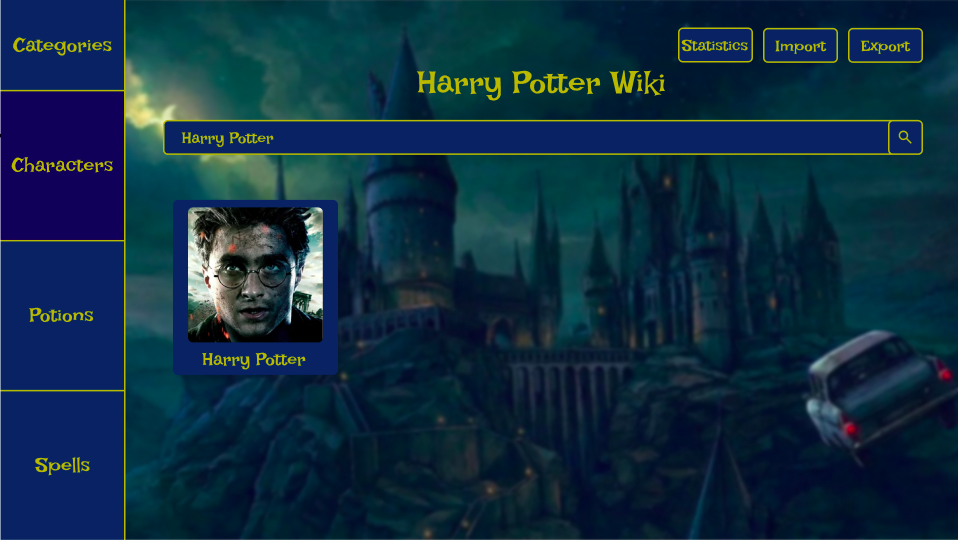 Categories
Characters
Potions
Spells
Statistics
Import
Export
Harry Potter Wiki
Harry Potter
Harry Potter